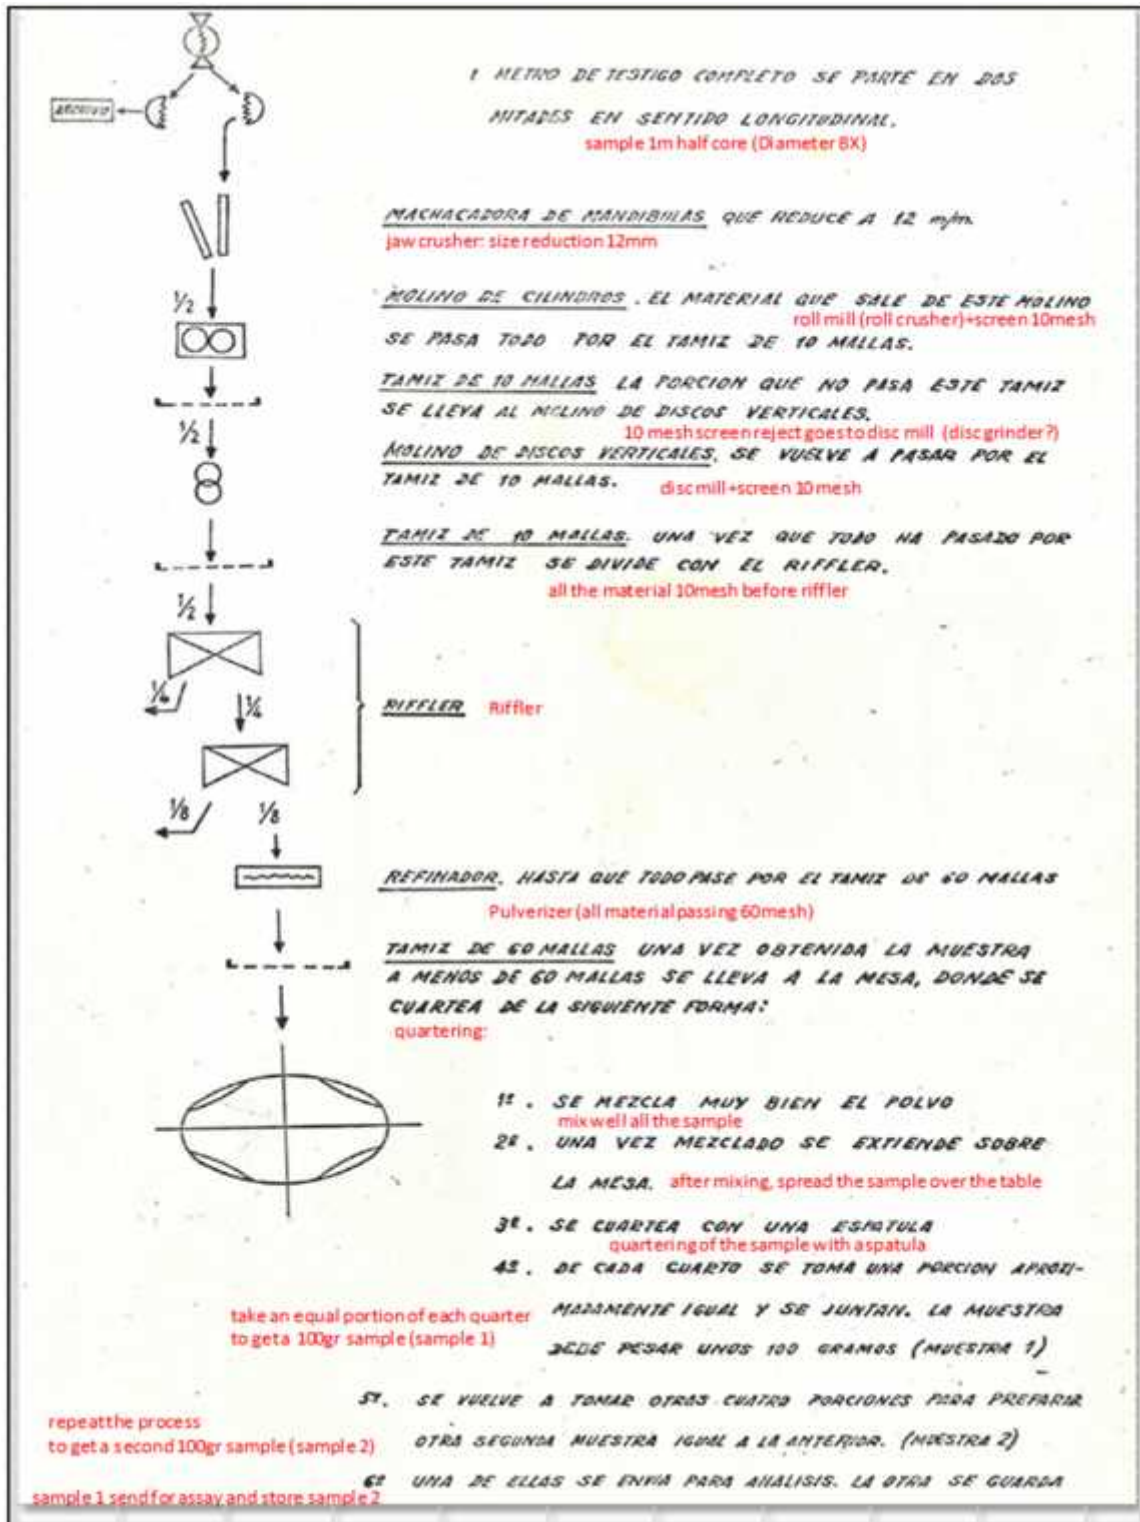 1 METRO DE TESTIGO COMPLETO SE PARTE EN DOS
ARCHIVO
MITADES EN SENTIDO LONGITUDINAL.
sample 1m half core (Diameter BX)
MACHACADORA DE MANDIBULAS QUE REDUCE A 12 m/m.
jaw crusher: size reduction 12mm
1/2
MOLINO DE CILINDROS. EL MATERIAL QUE SALE DE ESTE MOLINO
roll mill (roll crusher)+screen 10mesh
SE PASA TODO POR EL TAMIZ DE 10 MALLAS.
TAMIZ DE 10 MALLAS LA PORCION QUE NO PASA ESTE TAMIZ
SE LLEVA AL MOLINO DE DISCOS VERTICALES.
1/2
10 mesh screen reject goes to disc mill (disc grinder?)
MOLINO DE DISCOS VERTICALES. SE VUELVE A PASAR POR EL
TAMIZ DE 10 MALLAS.
disc mill+screen 10 mesh
TAMIZ DE 10 MALLAS. UNA VEZ QUE TODO HA PASADO POR
ESTE TAMIZ SE DIVIDE CON EL RIFFLER.
all the material 10mesh before riffler
1/2
1/4
1/4
RIFFLER Riffler
1/8
1/8
REFINADOR. HASTA QUE TODO PASE POR EL TAMIZ DE 60 MALLAS
Pulverizer (all material passing 60mesh)
TAMIZ DE 60 MALLAS UNA VEZ OBTENIDA LA MUESTRA
A MENOS DE 60 MALLAS SE LLEVA A LA MESA, DONDE SE
CUARTEA DE LA SIGUIENTE FORMA:
quartering:
1º. SE MEZCLA MUY BIEN EL POLVO
mix well all the sample
2º. UNA VEZ MEZCLADO SE EXTIENDE SOBRE
LA MESA. after mixing, spread the sample over the table
3º. SE CUARTEA CON UNA ESPATULA
quartering of the sample with a spatula
4º. DE CADA CUARTO SE TOMA UNA PORCION APROXI-
take an equal portion of each quarter
MADAMENTE IGUAL Y SE JUNTAN. LA MUESTRA
to get a 100gr sample (sample 1)
DEBE PESAR UNOS 100 GRAMOS (MUESTRA 1)
5º. SE VUELVE A TOMAR OTRAS CUATRO PORCIONES PARA PREPARAR
repeat the process
to get a second 100gr sample (sample 2)
OTRA SEGUNDA MUESTRA IGUAL A LA ANTERIOR. (MUESTRA 2)
6º UNA DE ELLAS SE ENVIA PARA ANALISIS. LA OTRA SE GUARDA
sample 1 send for assay and store sample 2